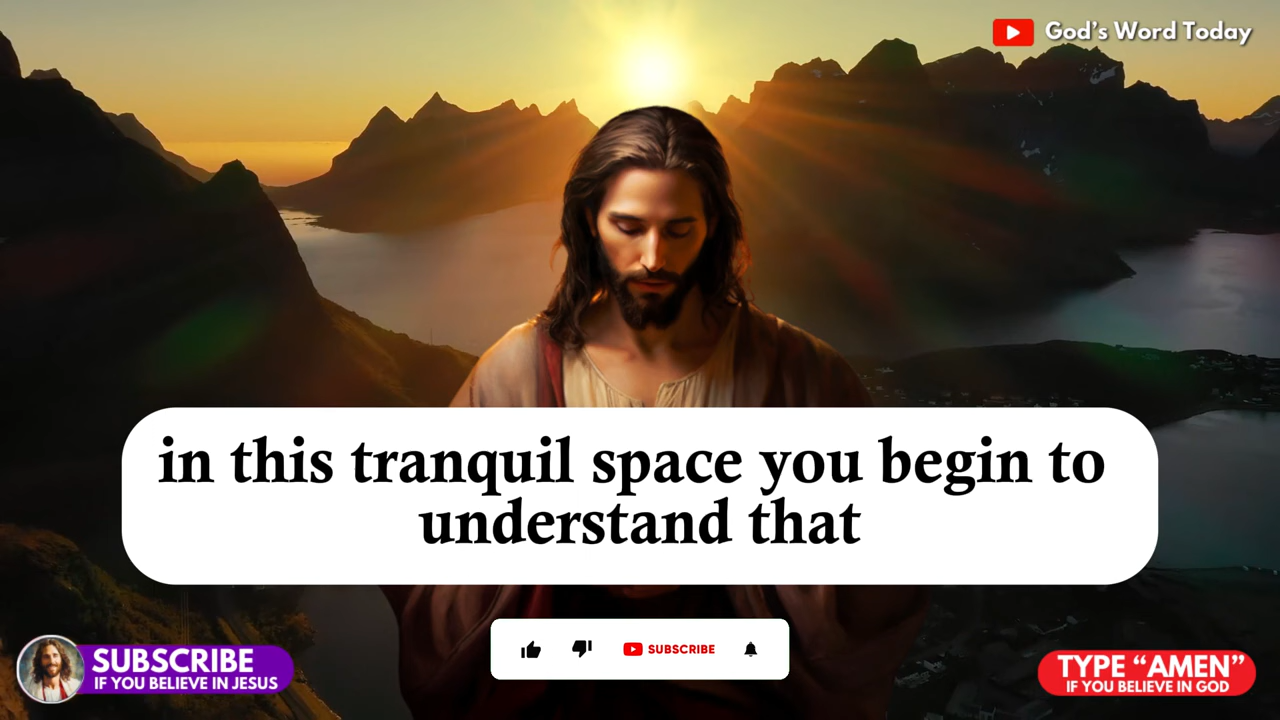 God's Word Today
in this tranquil space you begin to
understand that
SUBSCRIBE
SUBSCRIBE
IF YOU BELIEVE IN JESUS
TYPE “AMEN”
IF YOU BELIEVE IN GOD